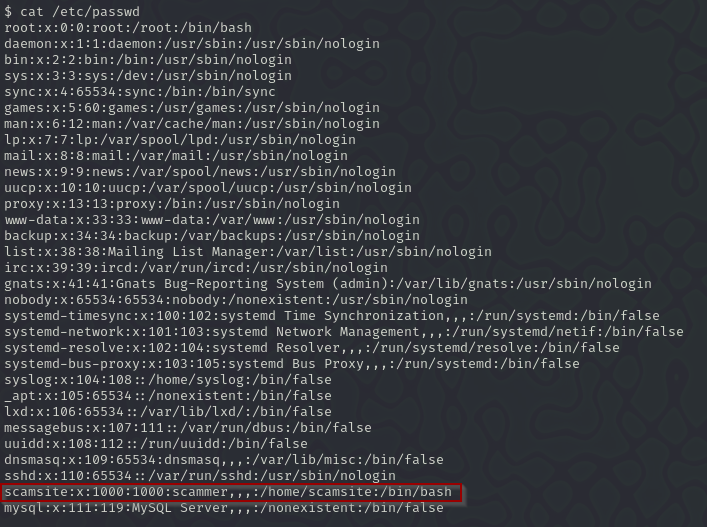 $ cat /etc/passwd
root:x:0:0:root:/root:/bin/bash
daemon:x:1:1:daemon:/usr/sbin:/usr/sbin/nologin
bin:x:2:2:bin:/bin:/usr/sbin/nologin
sys:x:3:3:sys:/dev:/usr/sbin/nologin
sync:x:4:65534:sync:/bin:/bin/sync
games:x:5:60:games:/usr/games:/usr/sbin/nologin
man:x:6:12:man:/var/cache/man:/usr/sbin/nologin
lp:x:7:7:lp:/var/spool/lpd:/usr/sbin/nologin
mail:x:8:8:mail:/var/mail:/usr/sbin/nologin
news:x:9:9:news:/var/spool/news:/usr/sbin/nologin
uucp:x:10:10:uucp:/var/spool/uucp:/usr/sbin/nologin
proxy:x:13:13:proxy:/bin:/usr/sbin/nologin
www-data:x:33:33:www-data:/var/www:/usr/sbin/nologin
backup:x:34:34:backup:/var/backups:/usr/sbin/nologin
list:x:38:38:Mailing List Manager:/var/list:/usr/sbin/nologin
irc:x:39:39:ircd:/var/run/ircd:/usr/sbin/nologin
gnats:x:41:41:Gnats Bug-Reporting System (admin):/var/lib/gnats:/usr/sbin/nologin
nobody:x:65534:65534:nobody:/nonexistent:/usr/sbin/nologin
systemd-timesync:x:100:102:systemd Time Synchronization,,,:/run/systemd:/bin/false
systemd-network:x:101:103:systemd Network Management,,,:/run/systemd/netif:/bin/false
systemd-resolve:x:102:104:systemd Resolver,,,:/run/systemd/resolve:/bin/false
systemd-bus-proxy:x:103:105:systemd Bus Proxy,,,:/run/systemd:/bin/false
syslog:x:104:108::/home/syslog:/bin/false
_apt:x:105:65534::/nonexistent:/bin/false
lxd:x:106:65534::/var/lib/lxd/:/bin/false
messagebus:x:107:111::/var/run/dbus:/bin/false
uuidd:x:108:112::/run/uuidd:/bin/false
dnsmasq:x:109:65534:dnsmasq,,,:/var/lib/misc:/bin/false
sshd:x:110:65534::/var/run/sshd:/usr/sbin/nologin
scamsite:x:1000:1000:scammer,,,:/home/scamsite:/bin/bash
mysql:x:111:119:MySQL Server,,,:/nonexistent:/bin/false